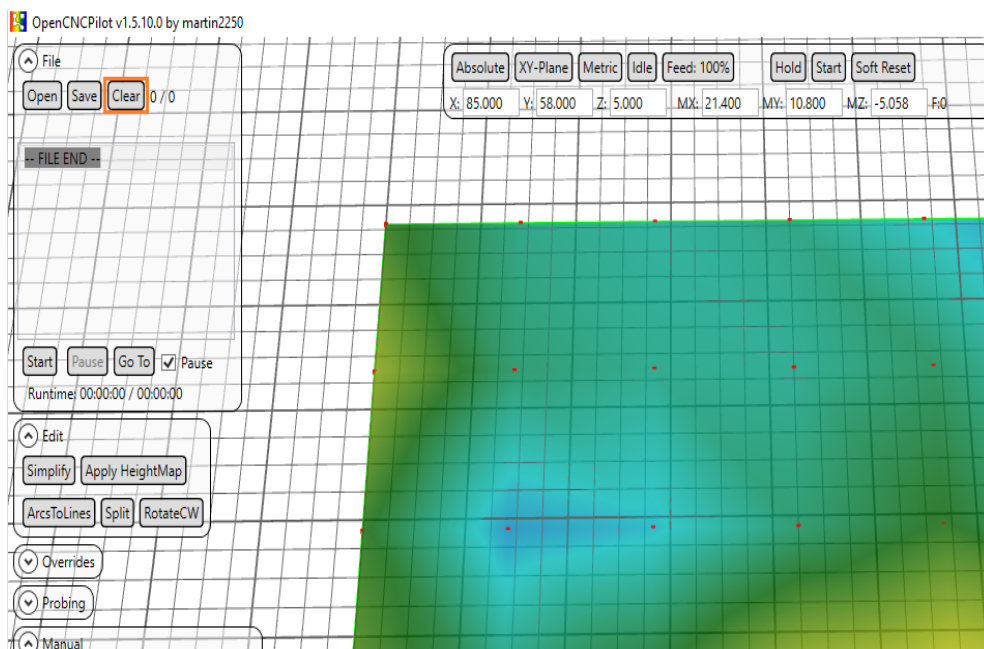 OpenCNCPilot v1.5.10.0 by martin2250
File
Open Save Clear 0 / 0
-- FILE END --
Start Pause Go To Pause
Runtime: 00:00:00 / 00:00:00
Edit
Simplify Apply HeightMap
ArcsToLines Split RotateCW
Overrides
Probing
Manual
Absolute XY-Plane Metric Idle Feed: 100% Hold Start Soft Reset
X: 85.000 Y: 58.000 Z: 5.000 MX: 21.400 MY: 10.800 MZ: -5.058 F:0